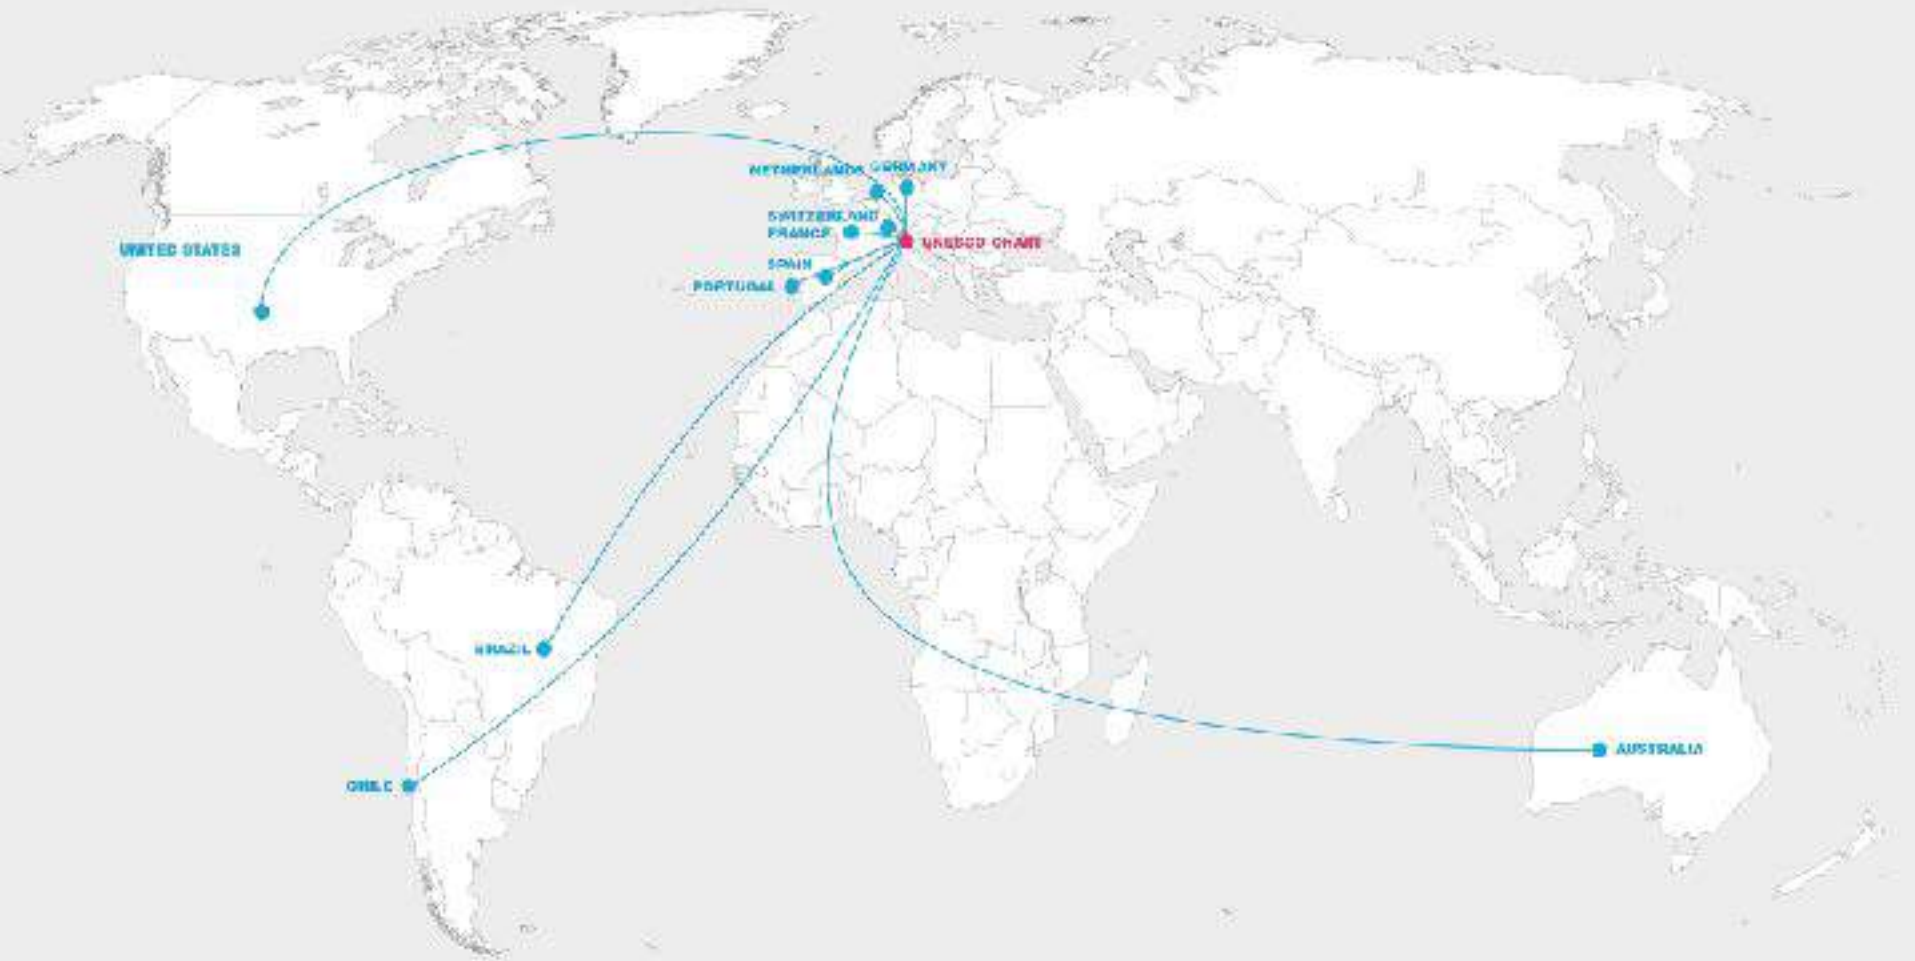 NETHERLANDS GERMANY
SWITZERLAND
FRANCE
UNESCO CHAIR
UNITED STATES
SPAIN
PORTUGAL
BRAZIL
AUSTRALIA
CHILE